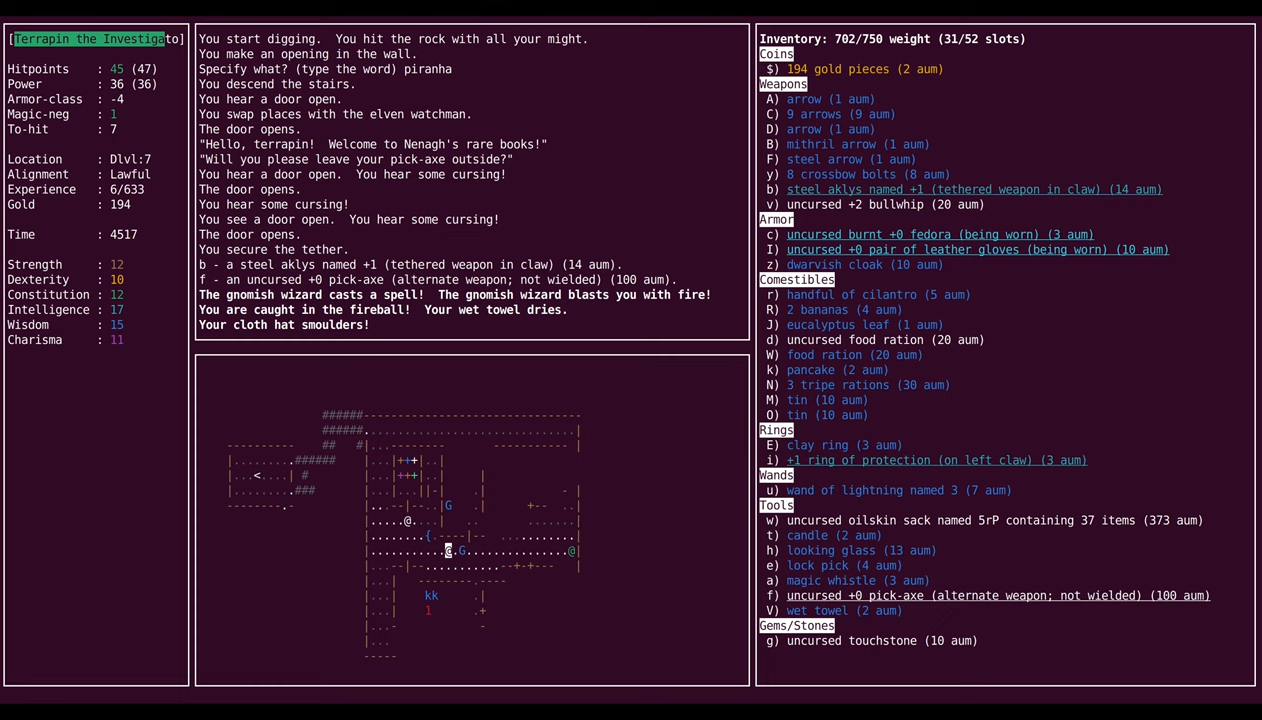 [Terrapin the Investigato]
Hitpoints    : 45 (47)
Power        : 36 (36)
Armor-class  : -4
Magic-neg    : 1
To-hit       : 7
Location     : Dlvl:7
Alignment    : Lawful
Experience   : 6/633
Gold         : 194
Time         : 4517
Strength     : 12
Dexterity    : 10
Constitution : 12
Intelligence : 17
Wisdom       : 15
Charisma     : 11
You start digging.  You hit the rock with all your might.
You make an opening in the wall.
Specify what? (type the word) piranha
You descend the stairs.
You hear a door open.
You swap places with the elven watchman.
The door opens.
"Hello, terrapin!  Welcome to Nenagh's rare books!"
"Will you please leave your pick-axe outside?"
You hear a door open.  You hear some cursing!
The door opens.
You hear some cursing!
You see a door open.  You hear some cursing!
The door opens.
You secure the tether.
b - a steel aklys named +1 (tethered weapon in claw) (14 aum).
f - an uncursed +0 pick-axe (alternate weapon; not wielded) (100 aum).
The gnomish wizard casts a spell!  The gnomish wizard blasts you with fire!
You are caught in the fireball!  Your wet towel dries.
Your cloth hat smoulders!
Inventory: 702/750 weight (31/52 slots)
Coins
$) 194 gold pieces (2 aum)
Weapons
A) arrow (1 aum)
C) 9 arrows (9 aum)
D) arrow (1 aum)
B) mithril arrow (1 aum)
F) steel arrow (1 aum)
y) 8 crossbow bolts (8 aum)
b) steel aklys named +1 (tethered weapon in claw) (14 aum)
v) uncursed +2 bullwhip (20 aum)
Armor
c) uncursed burnt +0 fedora (being worn) (3 aum)
I) uncursed +0 pair of leather gloves (being worn) (10 aum)
z) dwarvish cloak (10 aum)
Comestibles
r) handful of cilantro (5 aum)
R) 2 bananas (4 aum)
J) eucalyptus leaf (1 aum)
d) uncursed food ration (20 aum)
W) food ration (20 aum)
k) pancake (2 aum)
N) 3 tripe rations (30 aum)
M) tin (10 aum)
O) tin (10 aum)
Rings
E) clay ring (3 aum)
i) +1 ring of protection (on left claw) (3 aum)
Wands
u) wand of lightning named 3 (7 aum)
Tools
w) uncursed oilskin sack named 5rP containing 37 items (373 aum)
t) candle (2 aum)
h) looking glass (13 aum)
e) lock pick (4 aum)
a) magic whistle (3 aum)
f) uncursed +0 pick-axe (alternate weapon; not wielded) (100 aum)
V) wet towel (2 aum)
Gems/Stones
g) uncursed touchstone (10 aum)